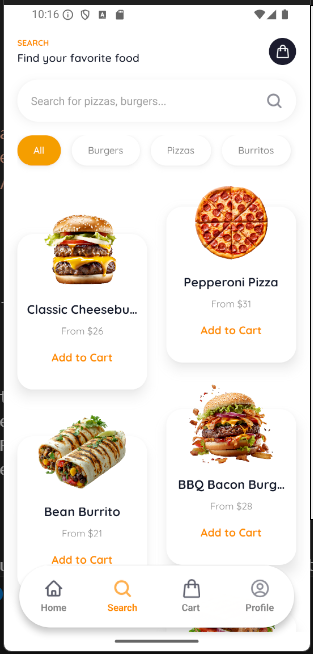 10:16
SEARCH
Find your favorite food
Search for pizzas, burgers...
All
Burgers
Pizzas
Burritos
Pepperoni Pizza
From $31
Add to Cart
Classic Cheesebu...
From $26
Add to Cart
BBQ Bacon Burg...
From $28
Add to Cart
Bean Burrito
From $21
Add to Cart
Home
Search
Cart
Profile